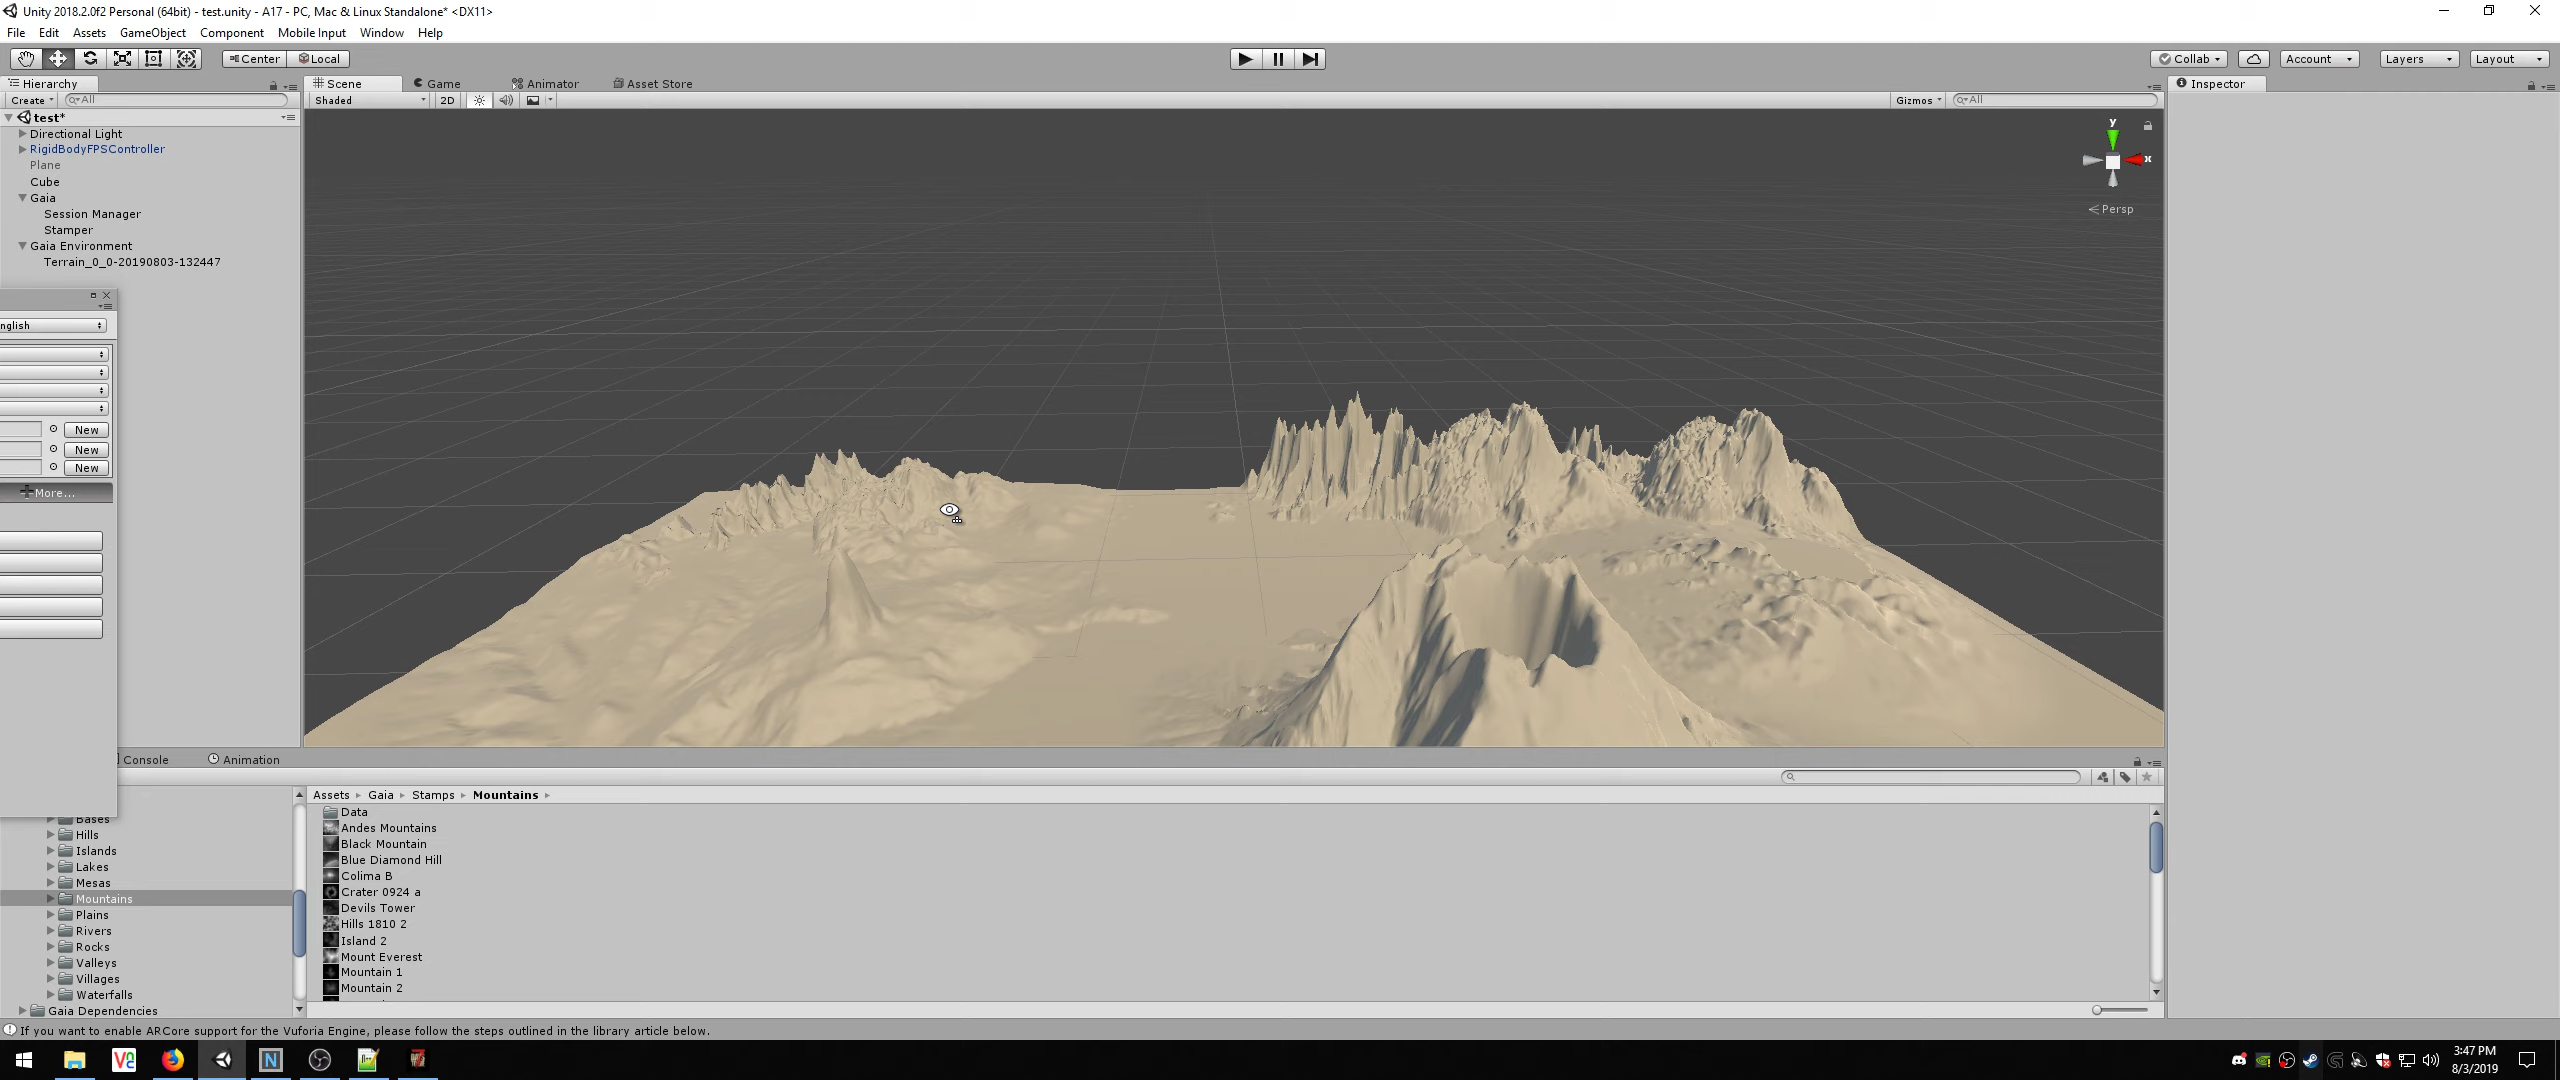 Unity 2018.2.0f2 Personal (64bit) - test.unity - A17 - PC, Mac & Linux Standalone* <DX11>
File Edit Assets GameObject Component Mobile Input Window Help
Center Local Collab Account Layers Layout
Hierarchy Scene Game Animator Asset Store Inspector
Create All Shaded 2D Gizmos All
test*
Directional Light
RigidBodyFPSController
Plane
Cube
Gaia
Session Manager
Stamper
Gaia Environment
Terrain_0_0-20190803-132447
y
x
Persp
nglish
New
New
New
More...
Console Animation
Assets Gaia Stamps Mountains
Bases
Hills
Islands
Lakes
Mesas
Mountains
Plains
Rivers
Rocks
Valleys
Villages
Waterfalls
Gaia Dependencies
Data
Andes Mountains
Black Mountain
Blue Diamond Hill
Colima B
Crater 0924 a
Devils Tower
Hills 1810 2
Island 2
Mount Everest
Mountain 1
Mountain 2
If you want to enable ARCore support for the Vuforia Engine, please follow the steps outlined in the library article below.
3:47 PM
8/3/2019